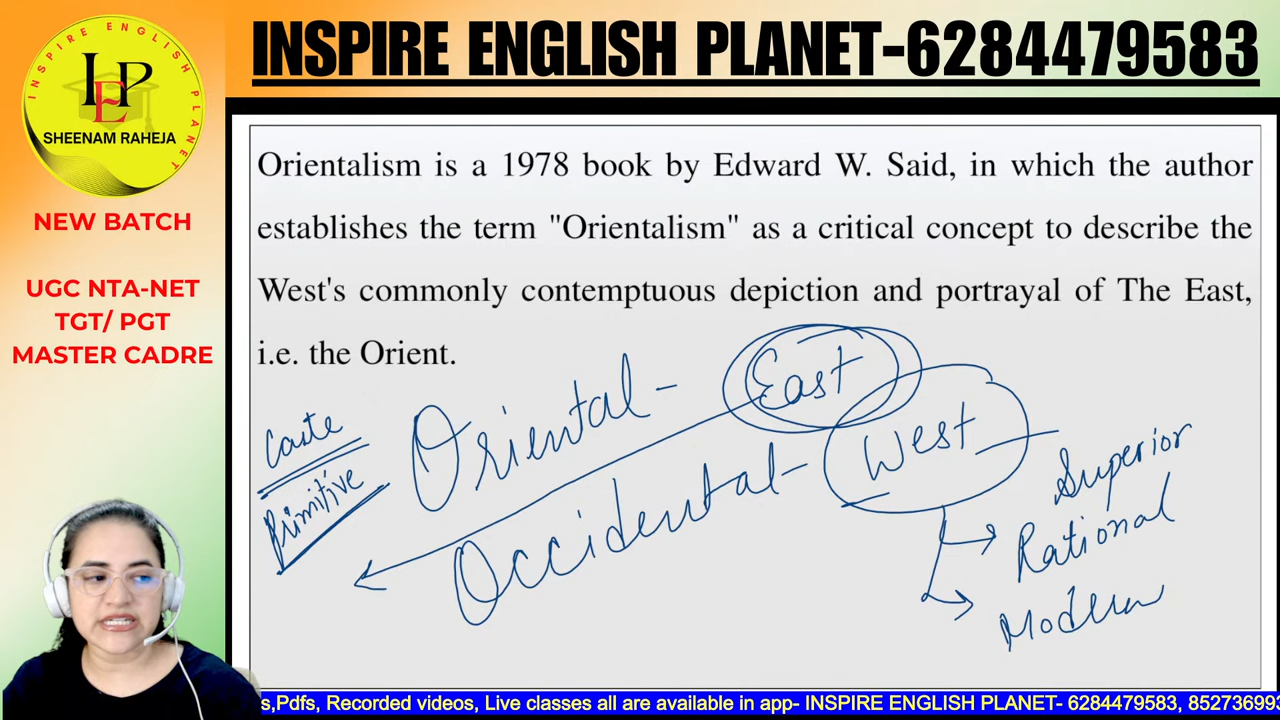 INSPIRE ENGLISH PLANET-6284479583
INSPIRE ENGLISH PLANET
IEP
SHEENAM RAHEJA
NEW BATCH
UGC NTA-NET
TGT/ PGT
MASTER CADRE
Orientalism is a 1978 book by Edward W. Said, in which the author
establishes the term "Orientalism" as a critical concept to describe the
West's commonly contemptuous depiction and portrayal of The East,
i.e. the Orient.
Oriental - East
Occidental - West
Caste
Primitive
Superior
Rational
Modern
s,Pdfs, Recorded videos, Live classes all are available in app- INSPIRE ENGLISH PLANET- 6284479583, 852736993